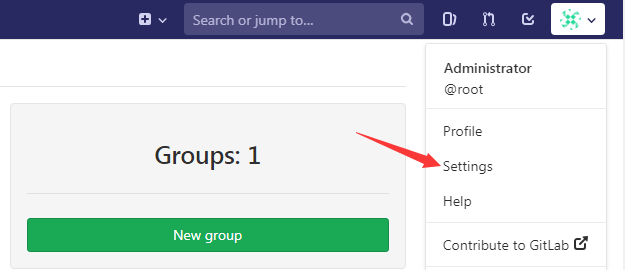 Search or jump to...
Administrator
@root
Groups: 1
Profile
Settings
Help
New group
Contribute to GitLab